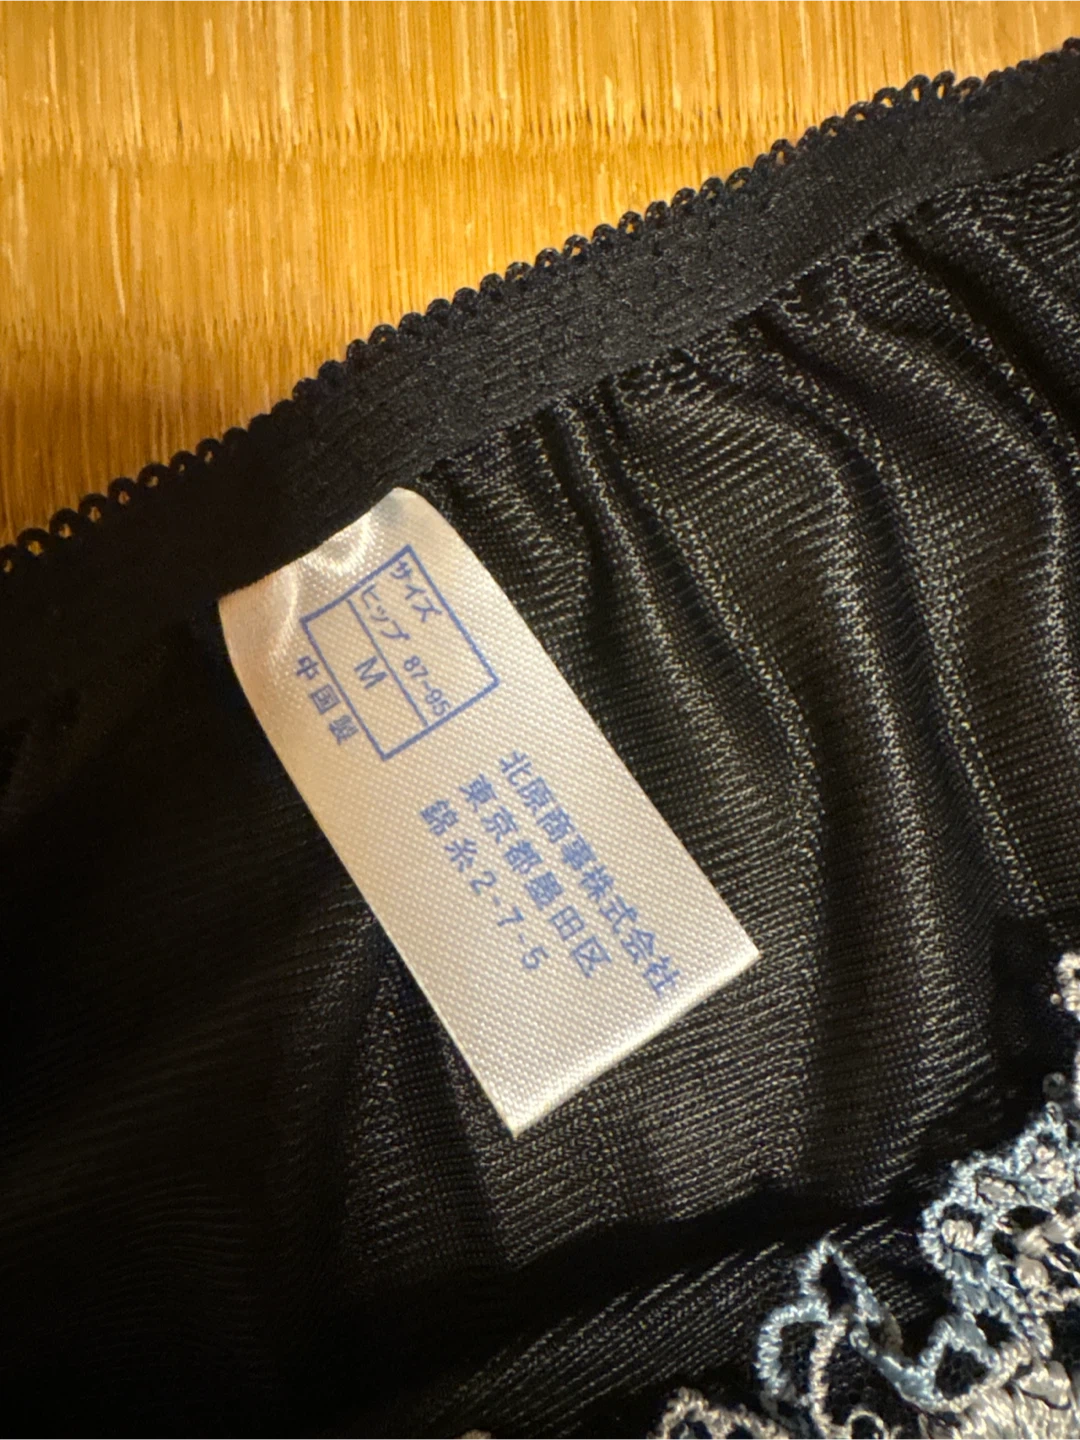 サイズ
ヒップ 87-95
M
中国製
北原商事株式会社
東京都墨田区
錦糸2-7-5